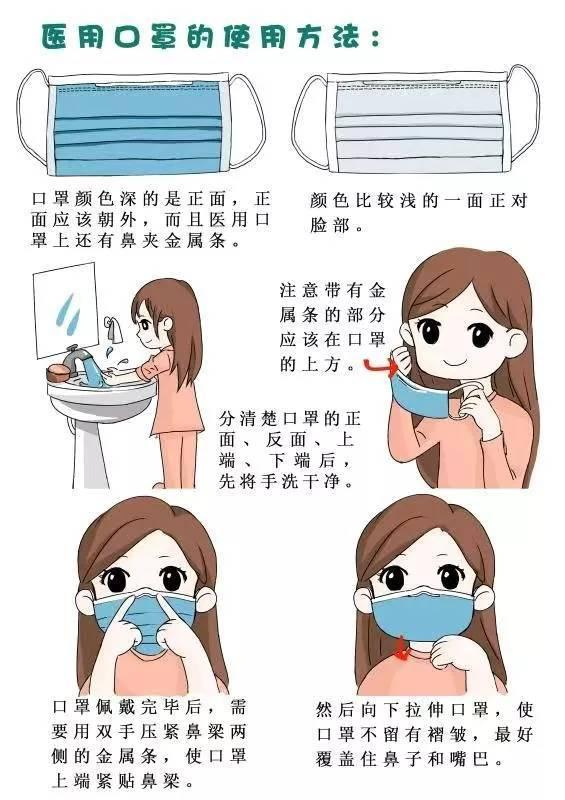 医用口罩的使用方法：
口罩颜色深的是正面，正
面应该朝外，而且医用口
罩上还有鼻夹金属条。
颜色比较浅的一面正对
脸部。
注意带有金
属条的部分
应该在口罩
的上方。
分清楚口罩的正
面、反面、上
端、下端后，
先将手洗干净。
口罩佩戴完毕后，需
要用双手压紧鼻梁两
侧的金属条，使口罩
上端紧贴鼻梁。
然后向下拉伸口罩，使
口罩不留有褶皱，最好
覆盖住鼻子和嘴巴。